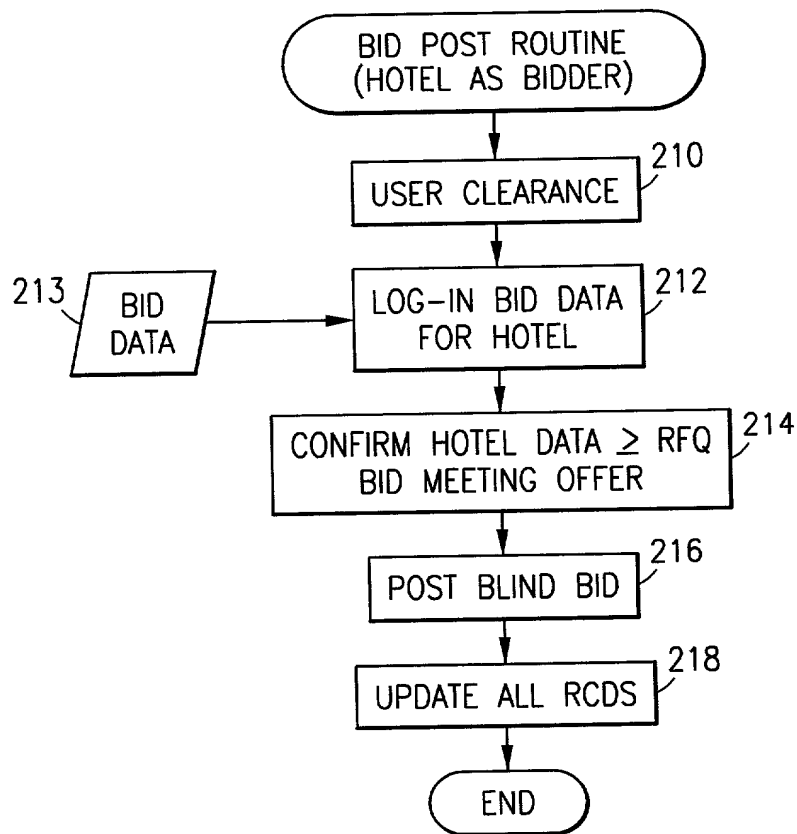 BID POST ROUTINE
(HOTEL AS BIDDER)
210
USER CLEARANCE
213
BID
DATA
212
LOG-IN BID DATA
FOR HOTEL
214
CONFIRM HOTEL DATA ≥ RFQ
BID MEETING OFFER
216
POST BLIND BID
218
UPDATE ALL RCDS
END